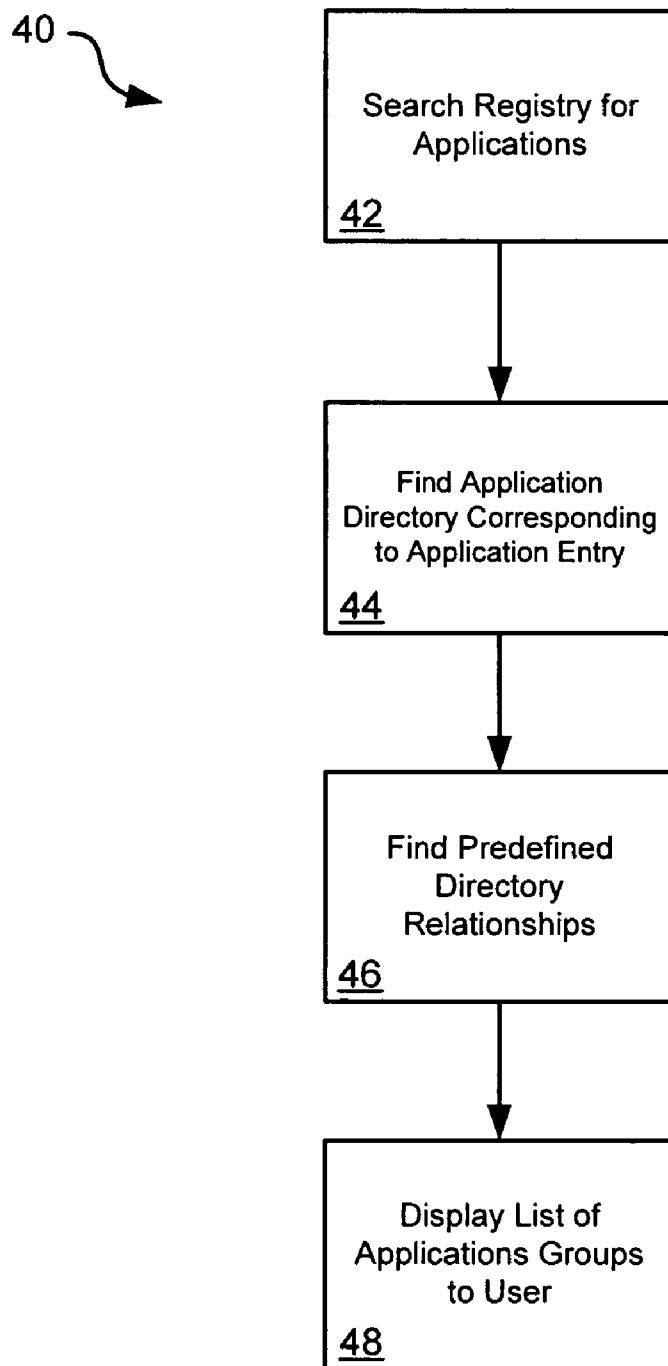 40
Search Registry for
Applications
42
Find Application
Directory Corresponding
to Application Entry
44
Find Predefined
Directory
Relationships
46
Display List of
Applications Groups
to User
48